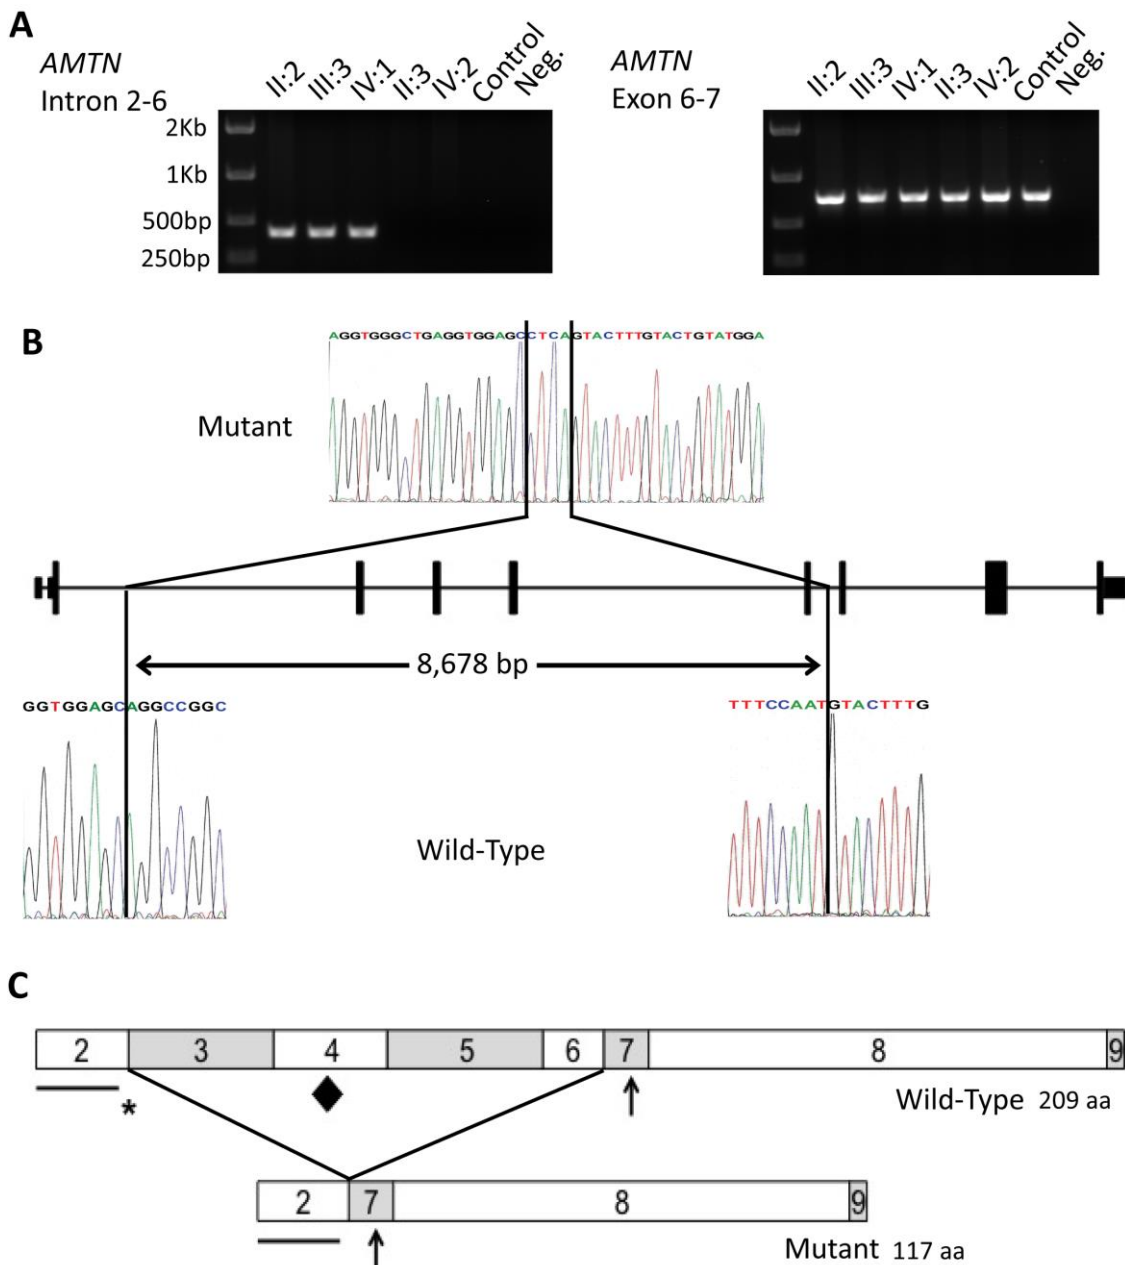 A
AMTN
Intron 2-6
II:2 III:3 IV:1 II:3 IV:2 Control Neg.
2Kb
1Kb
500bp
250bp
AMTN
Exon 6-7
II:2 III:3 IV:1 II:3 IV:2 Control Neg.
B
AGGTGGGCTGAGGTGGAGCCTCAGTACTTTGTACTGTATGGA
Mutant
8,678 bp
GGTGGAGCAGGCCGGC
TTTCCAATGTACTTTG
Wild-Type
C
2 3 4 5 6 7 8 9
*
Wild-Type 209 aa
2 7 8 9
Mutant 117 aa